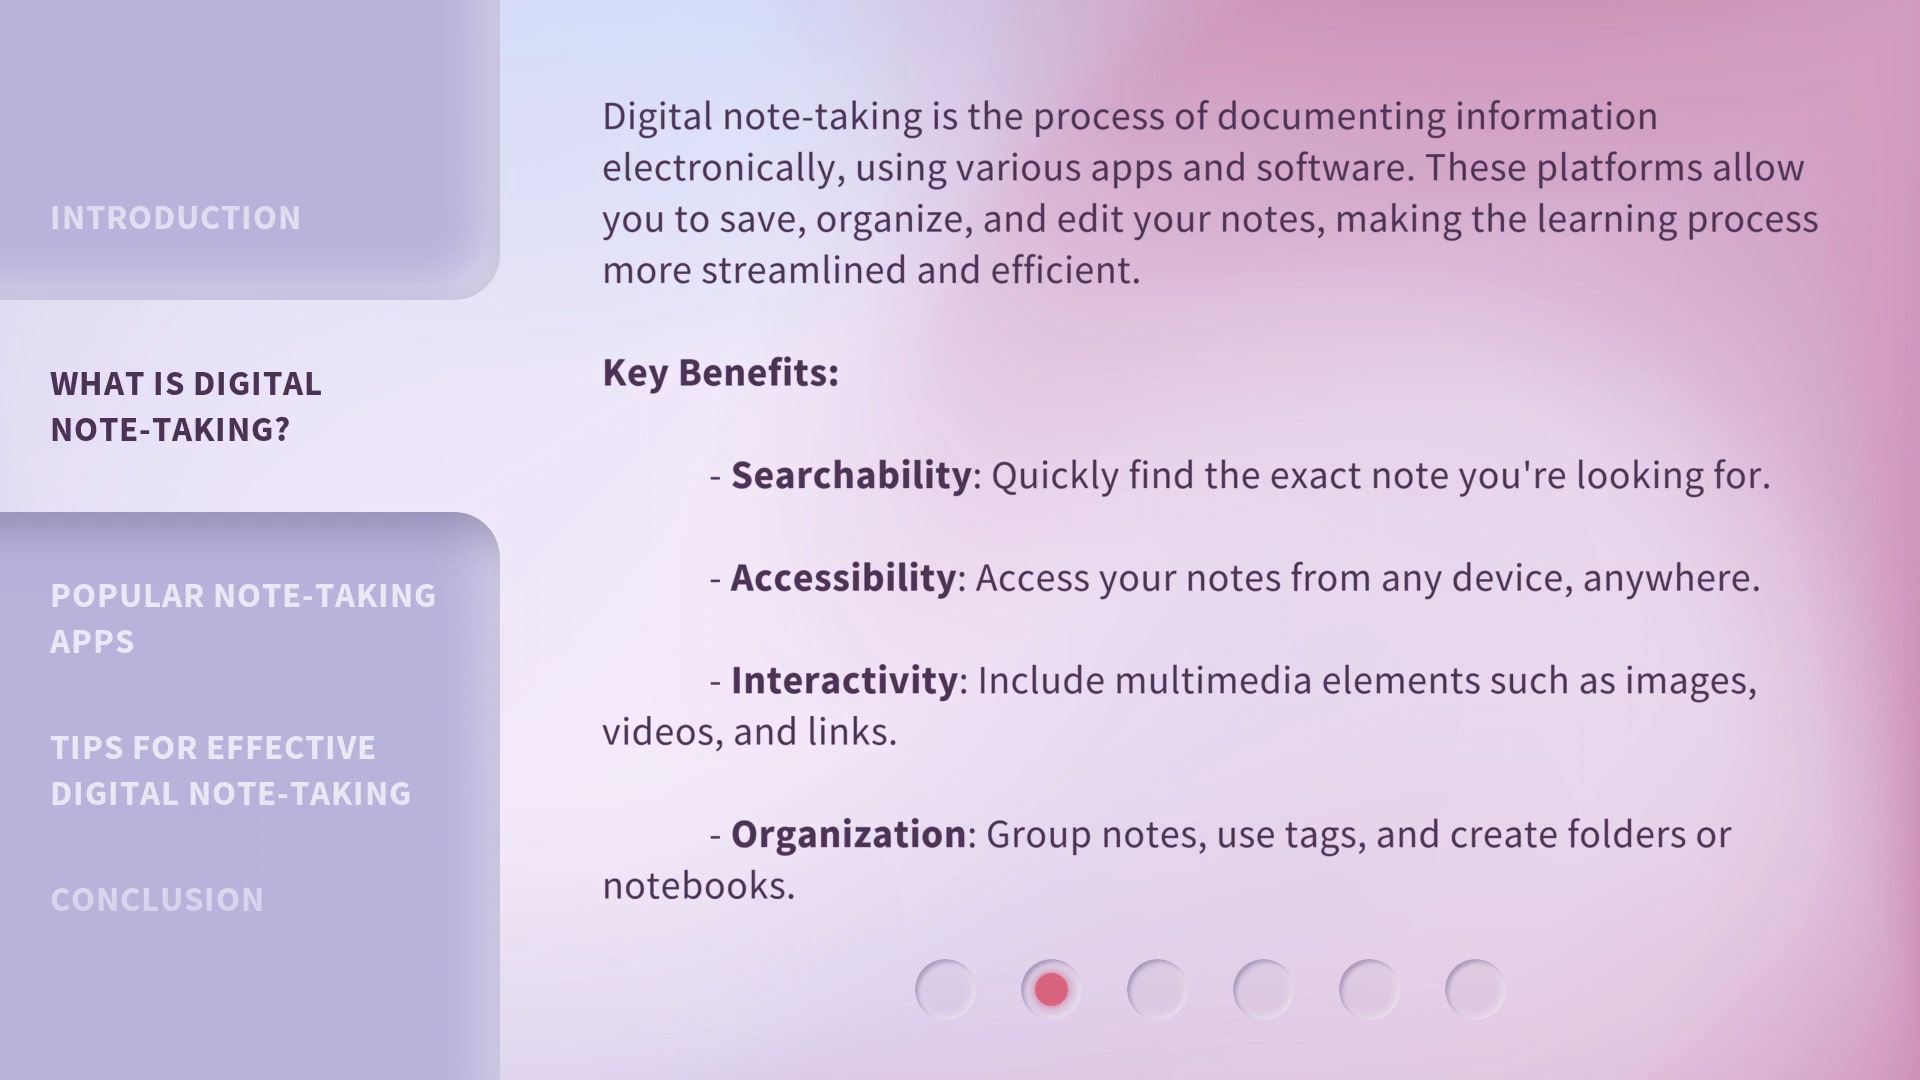 INTRODUCTION
WHAT IS DIGITAL
NOTE-TAKING?
POPULAR NOTE-TAKING
APPS
TIPS FOR EFFECTIVE
DIGITAL NOTE-TAKING
CONCLUSION
Digital note-taking is the process of documenting information
electronically, using various apps and software. These platforms allow
you to save, organize, and edit your notes, making the learning process
more streamlined and efficient.
Key Benefits:
- Searchability: Quickly find the exact note you're looking for.
- Accessibility: Access your notes from any device, anywhere.
- Interactivity: Include multimedia elements such as images,
videos, and links.
- Organization: Group notes, use tags, and create folders or
notebooks.